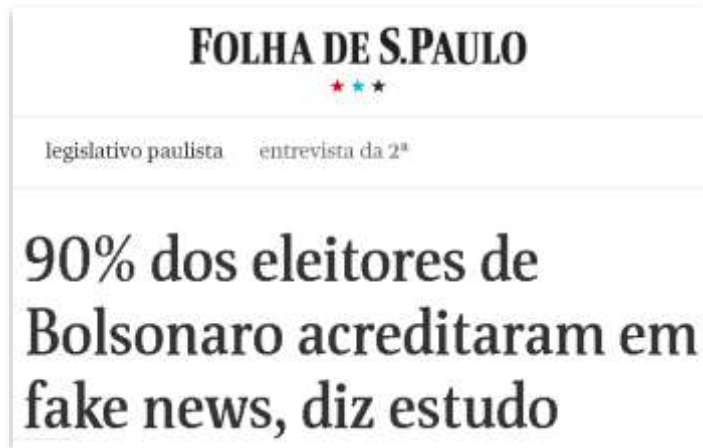 FOLHA DE S.PAULO
legislativo paulista entrevista da 2ª
90% dos eleitores de
Bolsonaro acreditaram em
fake news, diz estudo